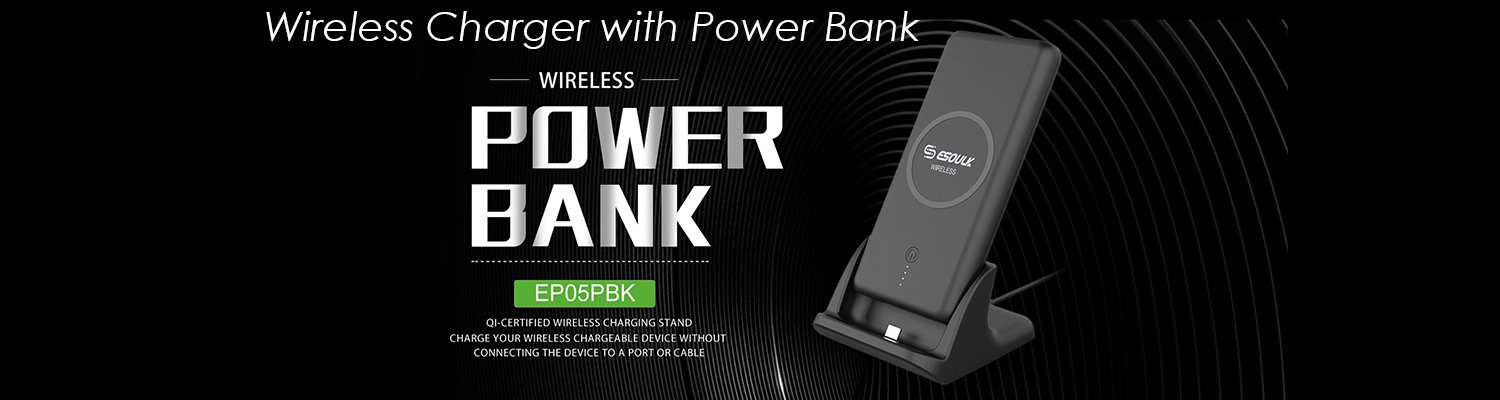 Wireless Charger with Power Bank
WIRELESS
POWER
BANK
EP05PBK
QI-CERTIFIED WIRELESS CHARGING STAND
CHARGE YOUR WIRELESS CHARGEABLE DEVICE WITHOUT
CONNECTING THE DEVICE TO A PORT OR CABLE
ESOULK
WIRELESS